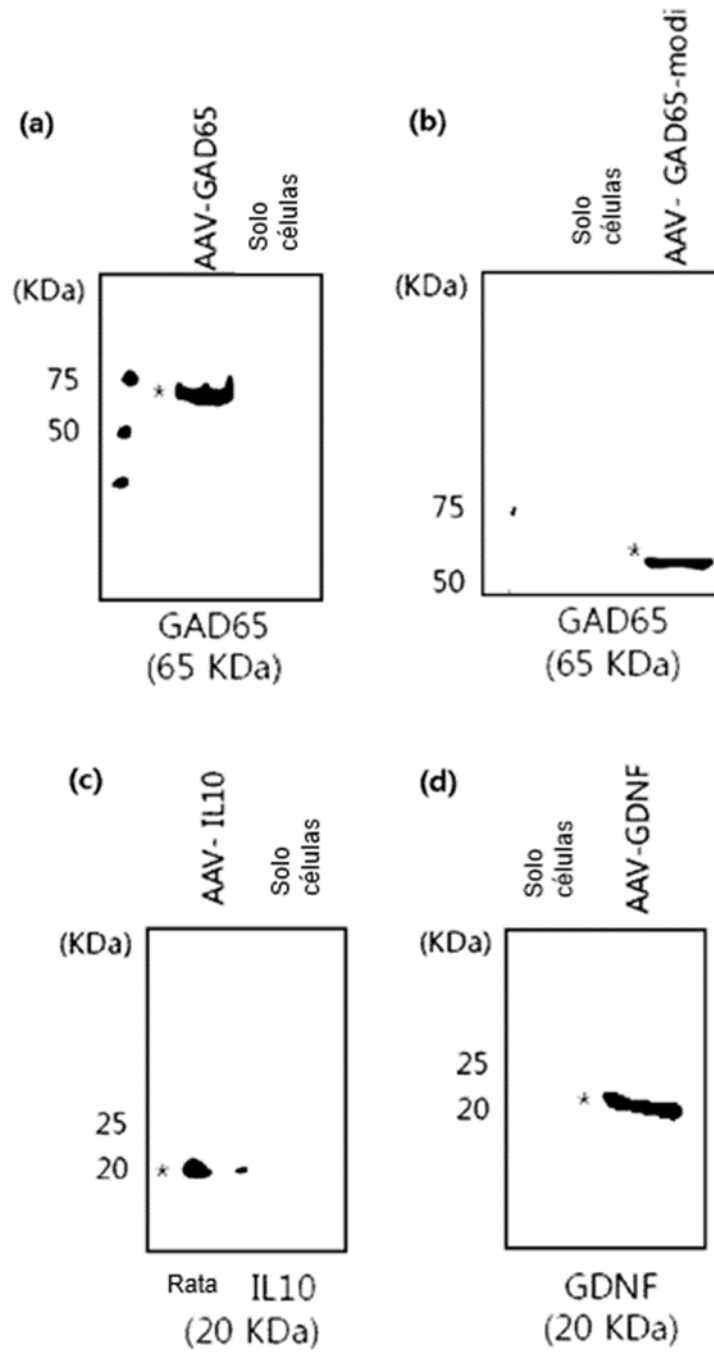 (a)
AAV-GAD65
Solo
células
(KDa)
75
*
50
GAD65
(65 KDa)
(b)
Solo
células
AAV- GAD65-modi
(KDa)
75
*
50
GAD65
(65 KDa)
(c)
AAV- IL10
Solo
células
(KDa)
25
20 *
Rata IL10
(20 KDa)
(d)
Solo
células
AAV-GDNF
(KDa)
25
*
20
GDNF
(20 KDa)